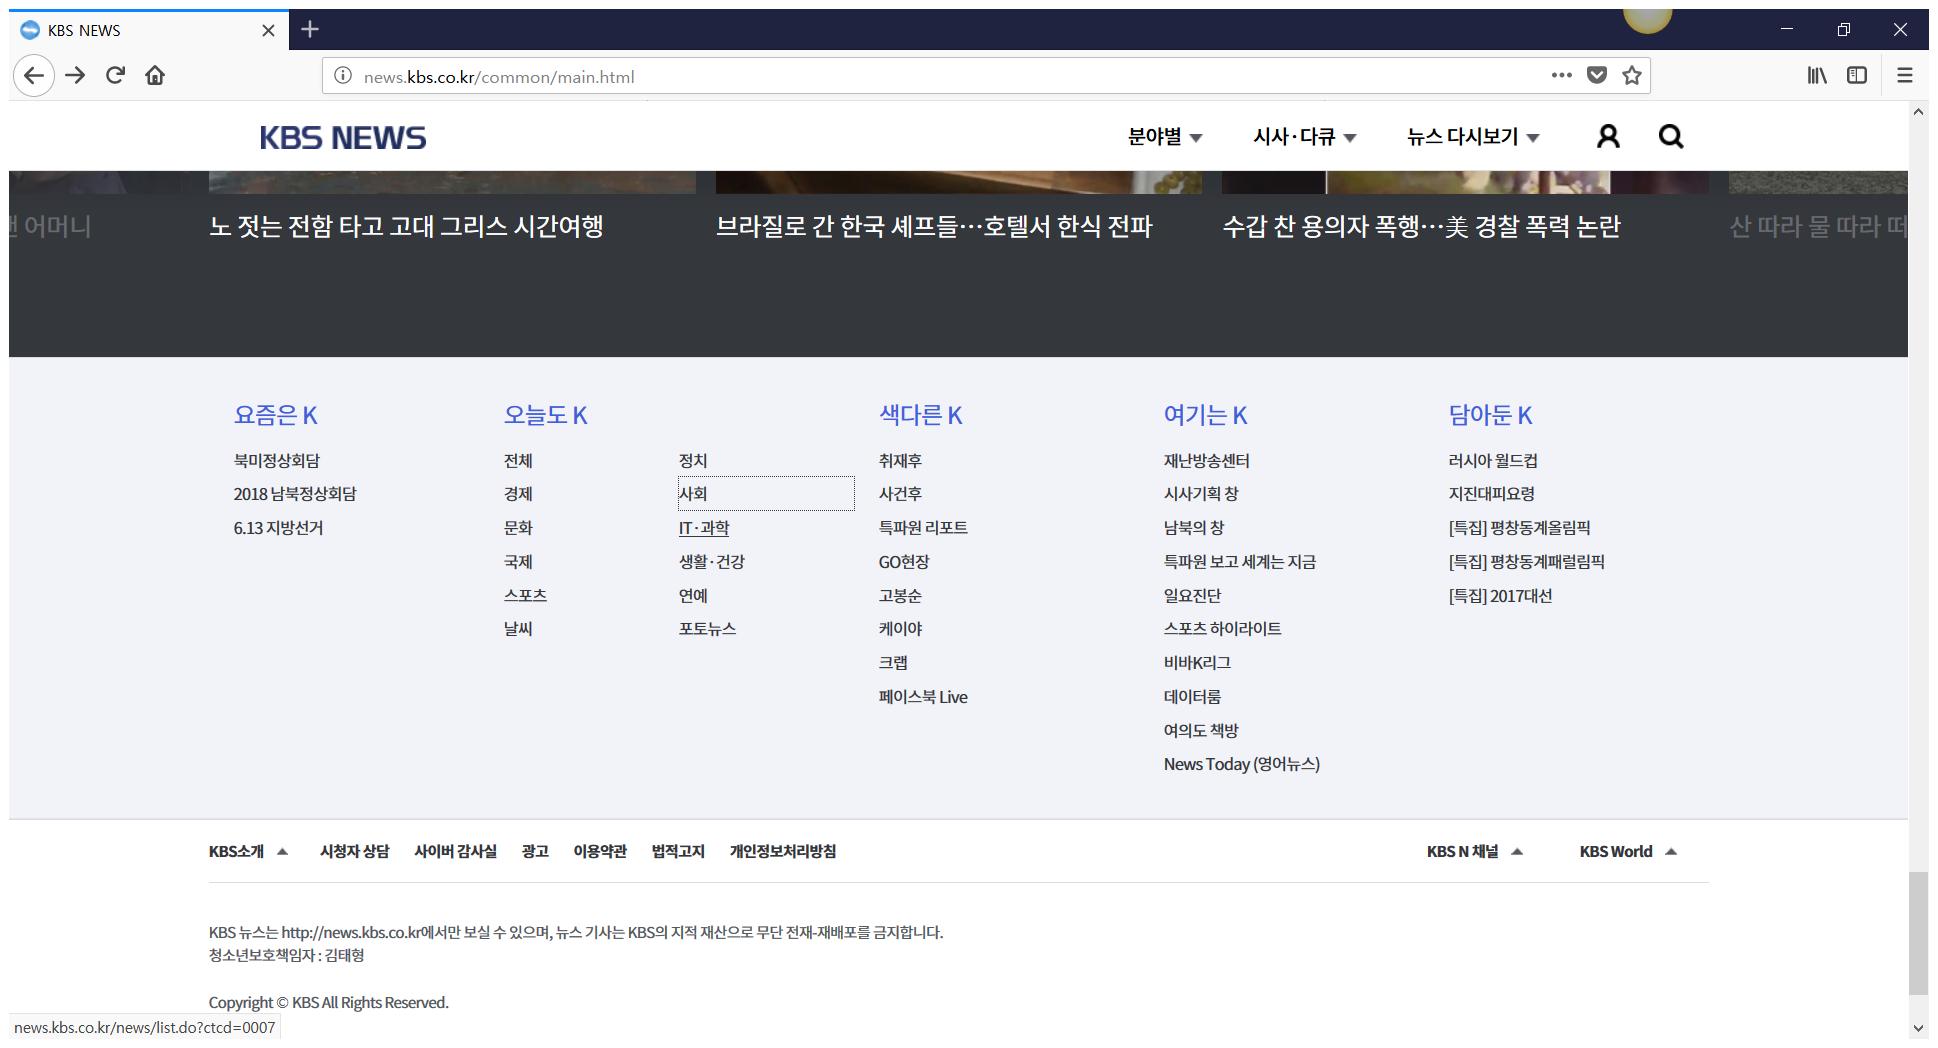 KBS NEWS
news.kbs.co.kr/common/main.html
KBS NEWS
분야별
시사·다큐
뉴스 다시보기
어머니
노 젓는 전함 타고 고대 그리스 시간여행
브라질로 간 한국 셰프들…호텔서 한식 전파
수갑 찬 용의자 폭행…美 경찰 폭력 논란
산 따라 물 따라 떠
요즘은 K
북미정상회담
2018 남북정상회담
6.13 지방선거
오늘도 K
전체
경제
문화
국제
스포츠
날씨
정치
사회
IT·과학
생활·건강
연예
포토뉴스
색다른 K
취재후
사건후
특파원 리포트
GO현장
고봉순
케이야
크랩
페이스북 Live
여기는 K
재난방송센터
시사기획 창
남북의 창
특파원 보고 세계는 지금
일요진단
스포츠 하이라이트
비바K리그
데이터룸
여의도 책방
News Today (영어뉴스)
담아둔 K
러시아 월드컵
지진대피요령
[특집] 평창동계올림픽
[특집] 평창동계패럴림픽
[특집] 2017대선
KBS소개
시청자 상담
사이버 감사실
광고
이용약관
법적고지
개인정보처리방침
KBS N 채널
KBS World
KBS 뉴스는 http://news.kbs.co.kr에서만 보실 수 있으며, 뉴스 기사는 KBS의 지적 재산으로 무단 전재-재배포를 금지합니다.
청소년보호책임자 : 김태형
Copyright © KBS All Rights Reserved.
news.kbs.co.kr/news/list.do?ctcd=0007